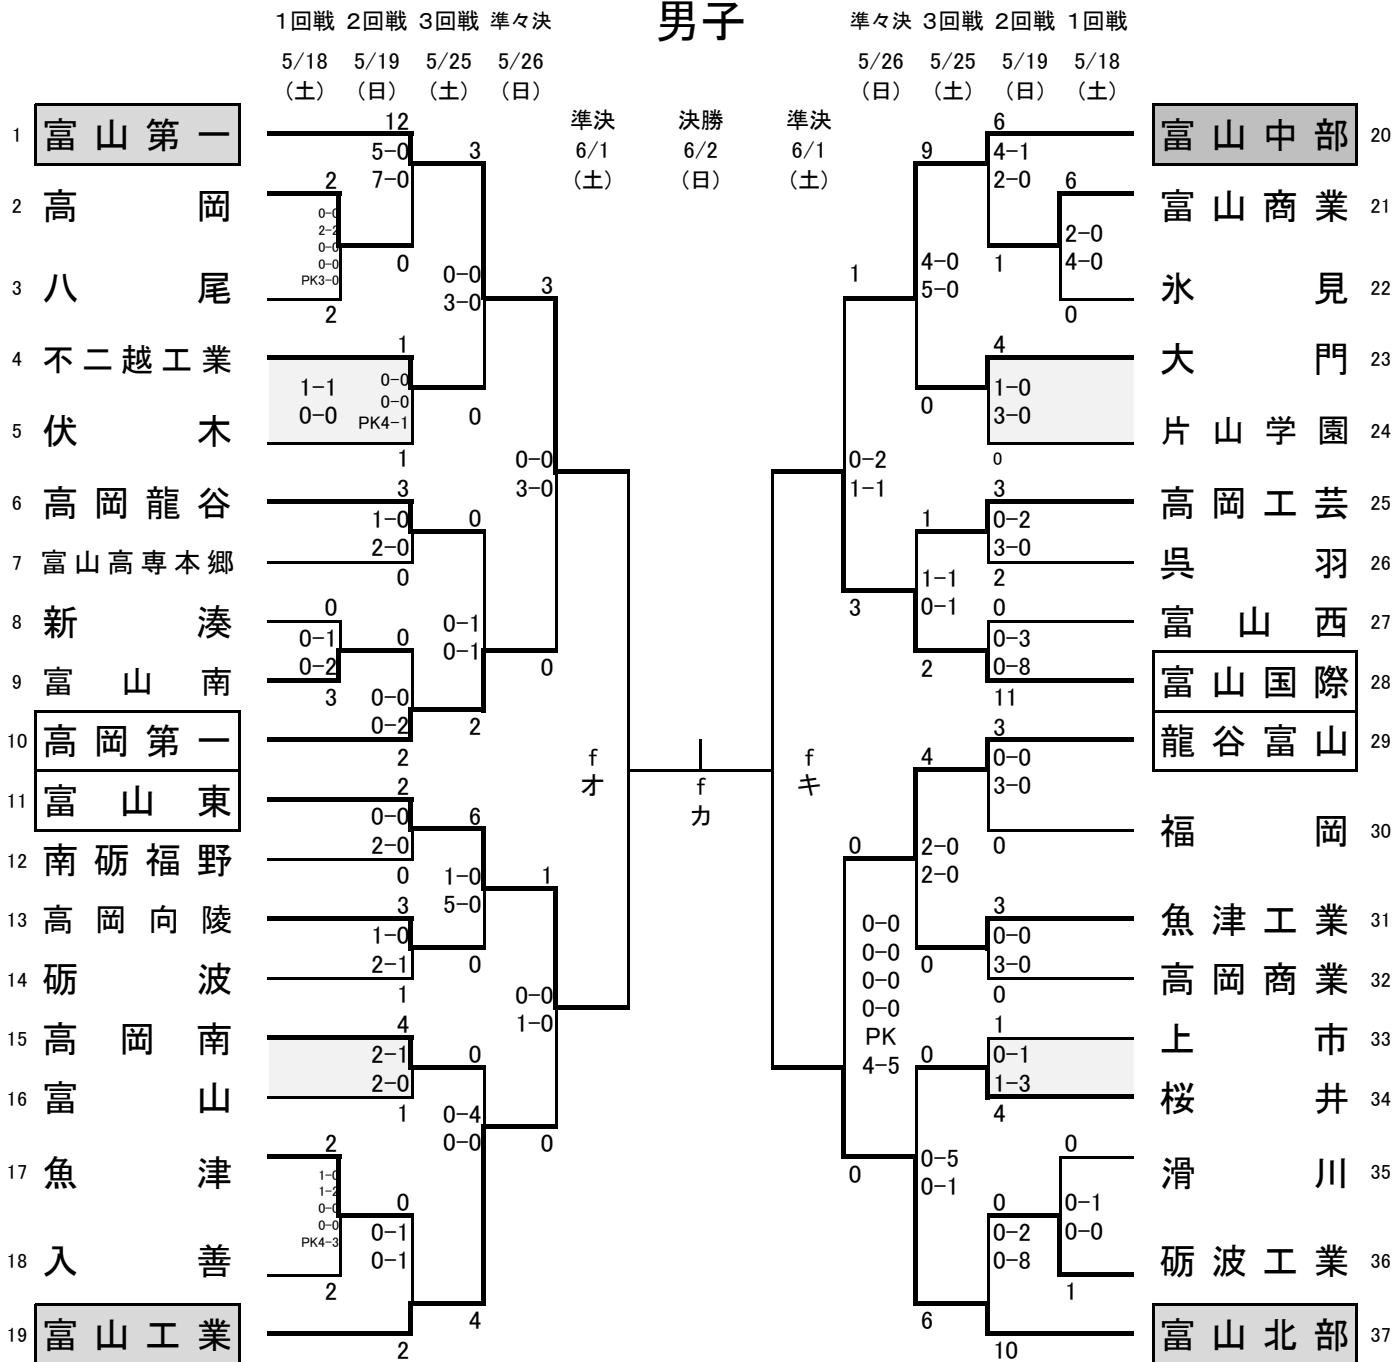 男子
1回戦 2回戦 3回戦 準々決 準々決 3回戦 2回戦 1回戦
5/18 5/19 5/25 5/26 5/26 5/25 5/19 5/18
（土） （日） （土） （日） （日） （土） （日） （土）
準決 決勝 準決
6/1 6/2 6/1
（土） （日） （土）
1 富山第一
12
5-0
7-0
3
2 高岡
2
0-0
2-2
0-0
0-0
PK3-0
0
3 八尾
2
0-0
3-0
3
4 不二越工業
1
1-1
0-0
0-0
0-0
PK4-1
0
5 伏木
1
0-0
3-0
6 高岡龍谷
3
1-0
2-0
0
7 富山高専本郷
0
8 新湊
0
0-1
0-2
0
0-1
0-1
9 富山南
3
0-0
0-2
0
10 高岡第一
2
2
11 富山東
2
0-0
2-0
6
12 南砺福野
0
1-0
5-0
1
13 高岡向陵
3
1-0
2-1
0
14 砺波
1
0-0
1-0
15 高岡南
4
2-1
2-0
0
16 富山
1
0-4
0-0
0
17 魚津
2
1-0
1-2
0-0
0-0
PK4-3
0
0-1
0-1
18 入善
2
4
19 富山工業
2
f
オ
f
カ
f
キ
富山中部 20
6
4-1
2-0
9
富山商業 21
6
2-0
4-0
1
4-0
5-0
1
氷見 22
0
大門 23
4
1-0
3-0
0
片山学園 24
0
0-2
1-1
高岡工芸 25
3
0-2
3-0
1
呉羽 26
2
1-1
0-1
3
富山西 27
0
0-3
0-8
2
富山国際 28
11
龍谷富山 29
3
0-0
3-0
4
福岡 30
0
2-0
2-0
0
魚津工業 31
3
0-0
3-0
0
高岡商業 32
0
0-0
0-0
0-0
0-0
PK
4-5
上市 33
1
0-1
1-3
0
桜井 34
4
0-5
0-1
0
滑川 35
0
0-1
0-0
0
0-2
0-8
砺波工業 36
1
6
富山北部 37
10